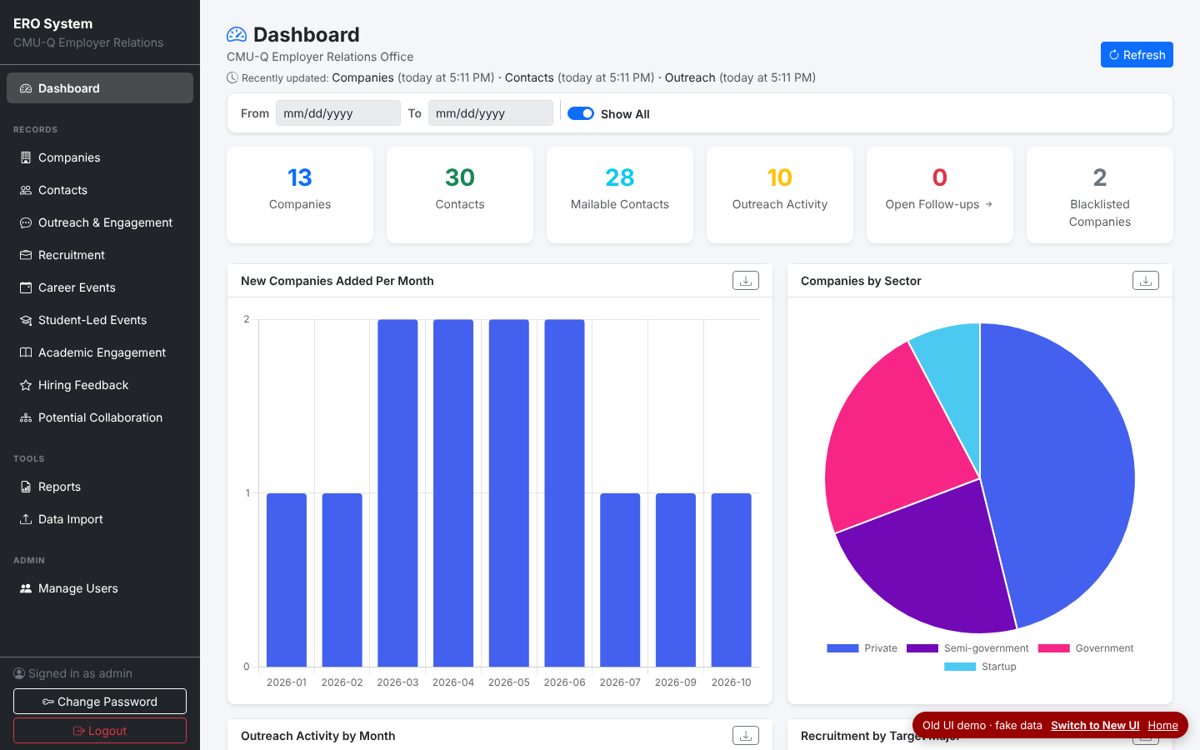 ERO System
CMU-Q Employer Relations
Dashboard
RECORDS
Companies
Contacts
Outreach & Engagement
Recruitment
Career Events
Student-Led Events
Academic Engagement
Hiring Feedback
Potential Collaboration
TOOLS
Reports
Data Import
ADMIN
Manage Users
Signed in as admin
Change Password
Logout
Dashboard
CMU-Q Employer Relations Office
Recently updated: Companies (today at 5:11 PM) · Contacts (today at 5:11 PM) · Outreach (today at 5:11 PM)
Refresh
From mm/dd/yyyy To mm/dd/yyyy Show All
13
Companies
30
Contacts
28
Mailable Contacts
10
Outreach Activity
0
Open Follow-ups →
2
Blacklisted
Companies
New Companies Added Per Month
2
1
0
2026-01 2026-02 2026-03 2026-04 2026-05 2026-06 2026-07 2026-09 2026-10
Companies by Sector
Private Semi-government Government
Startup
Outreach Activity by Month
Recruitment by Target Major
Old UI demo · fake data Switch to New UI Home